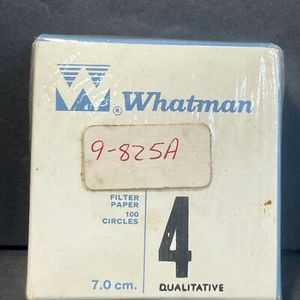 W® Whatman
9-825A
FILTER
PAPER
100
CIRCLES
4
7.0 cm.
QUALITATIVE